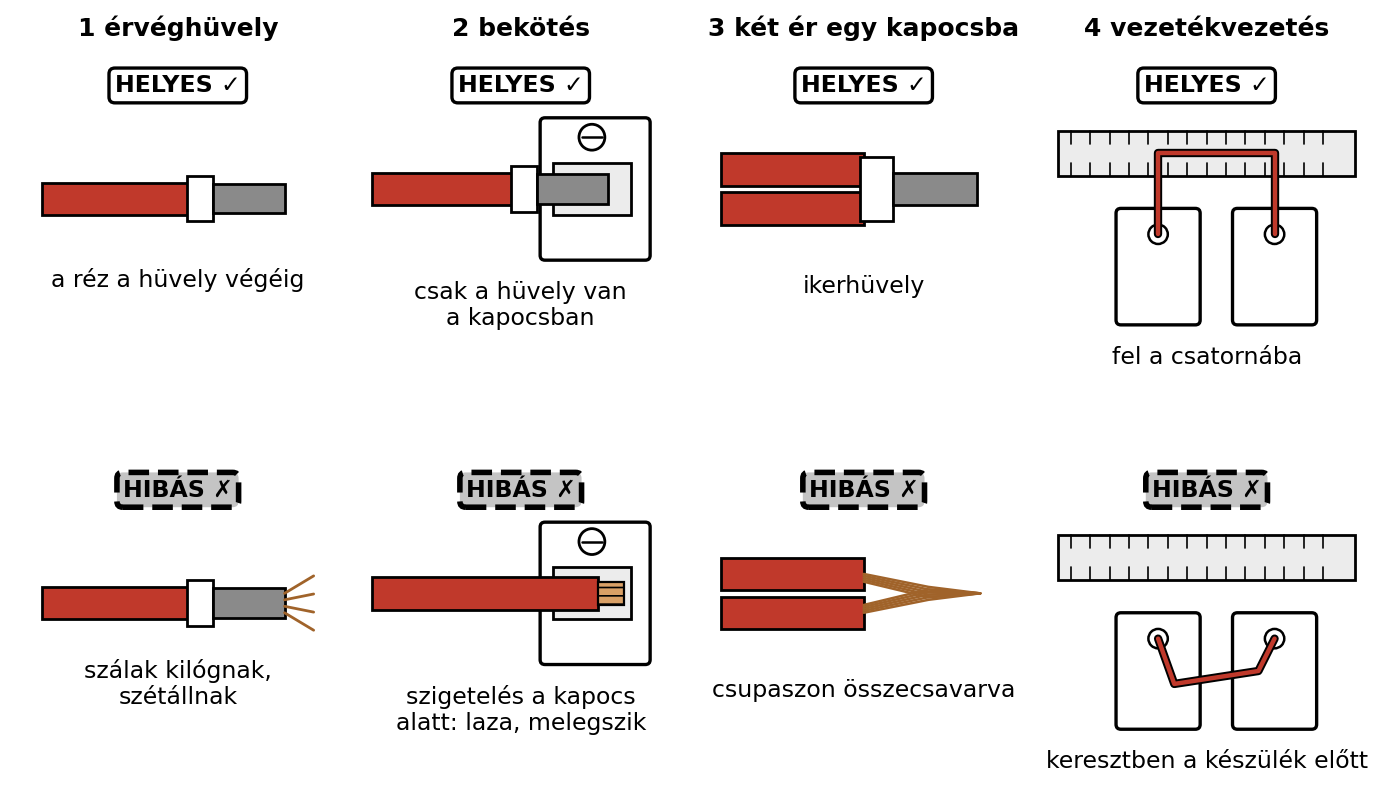 1 érvéghüvely
2 bekötés
3 két ér egy kapocsba
4 vezetékvezetés
HELYES ✓
HELYES ✓
HELYES ✓
HELYES ✓
a réz a hüvely végéig
csak a hüvely van
a kapocsban
ikerhüvely
fel a csatornába
HIBÁS ✗
HIBÁS ✗
HIBÁS ✗
HIBÁS ✗
szálak kilógnak,
szétállnak
szigetelés a kapocs
alatt: laza, melegszik
csupaszon összecsavarva
keresztben a készülék előtt